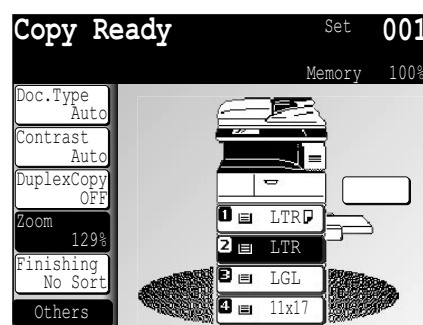 Copy Ready Set 001
Memory 100%
Doc.Type
Auto
Contrast
Auto
DuplexCopy
OFF
Zoom
129%
Finishing
No Sort
Others
1 LTR
2 LTR
3 LGL
4 11x17